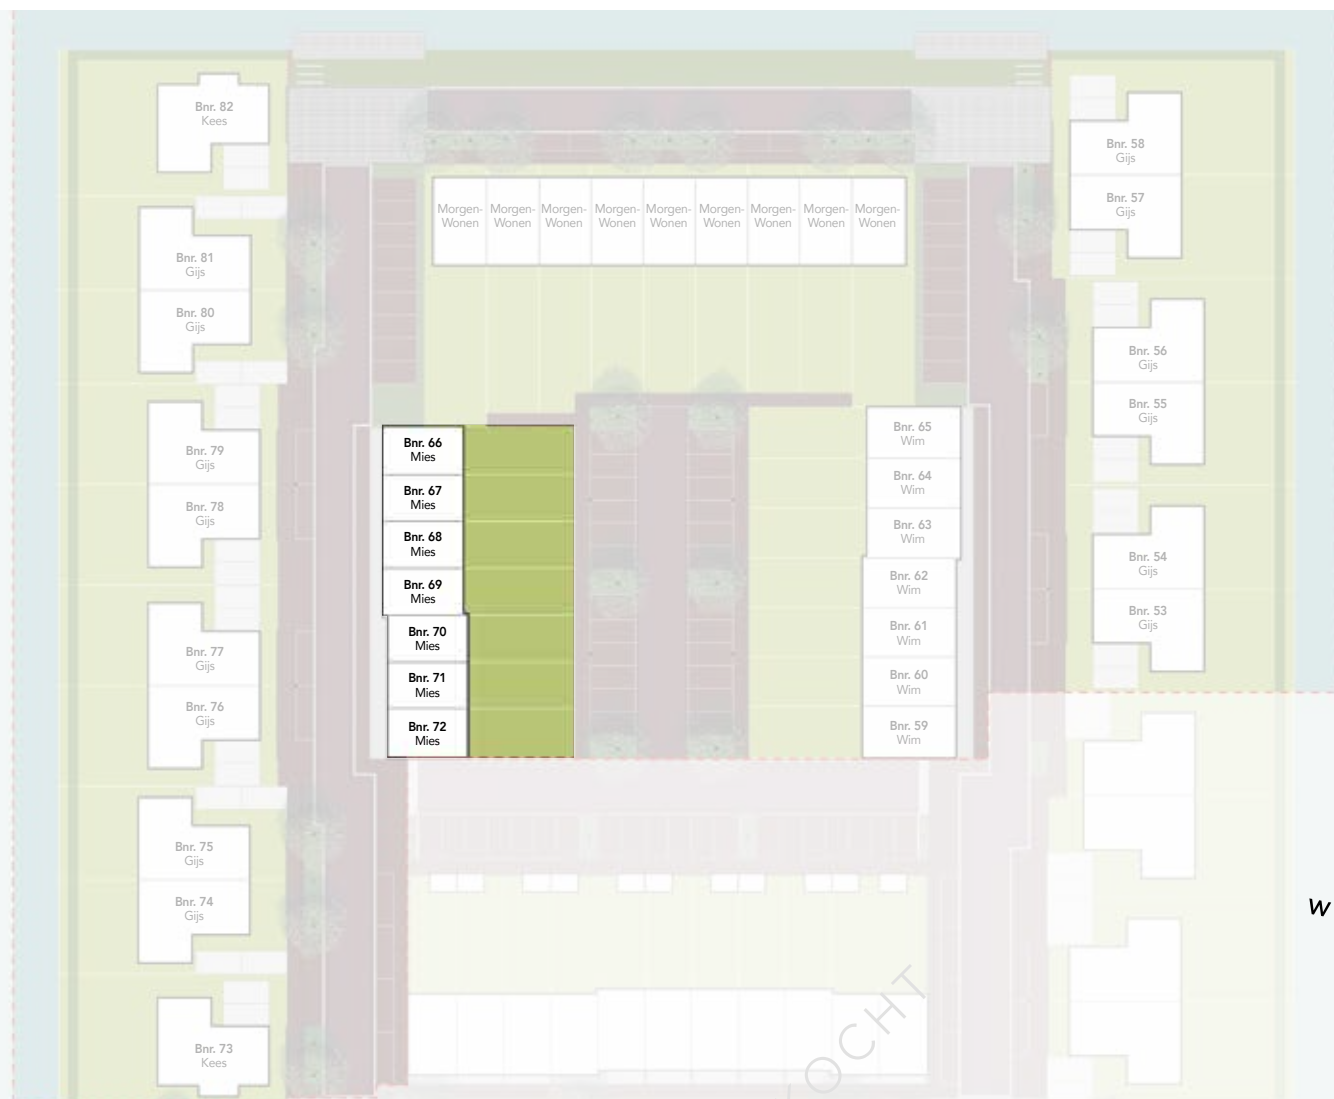 Bnr. 82
Kees
Bnr. 58
Gijs
Bnr. 57
Gijs
Morgen-
Wonen
Morgen-
Wonen
Morgen-
Wonen
Morgen-
Wonen
Morgen-
Wonen
Morgen-
Wonen
Morgen-
Wonen
Morgen-
Wonen
Morgen-
Wonen
Bnr. 81
Gijs
Bnr. 80
Gijs
Bnr. 56
Gijs
Bnr. 55
Gijs
Bnr. 79
Gijs
Bnr. 78
Gijs
Bnr. 66
Mies
Bnr. 67
Mies
Bnr. 68
Mies
Bnr. 69
Mies
Bnr. 70
Mies
Bnr. 71
Mies
Bnr. 72
Mies
Bnr. 65
Wim
Bnr. 64
Wim
Bnr. 63
Wim
Bnr. 62
Wim
Bnr. 61
Wim
Bnr. 60
Wim
Bnr. 59
Wim
Bnr. 54
Gijs
Bnr. 53
Gijs
Bnr. 77
Gijs
Bnr. 76
Gijs
Bnr. 75
Gijs
Bnr. 74
Gijs
Bnr. 73
Kees
OCHT
W